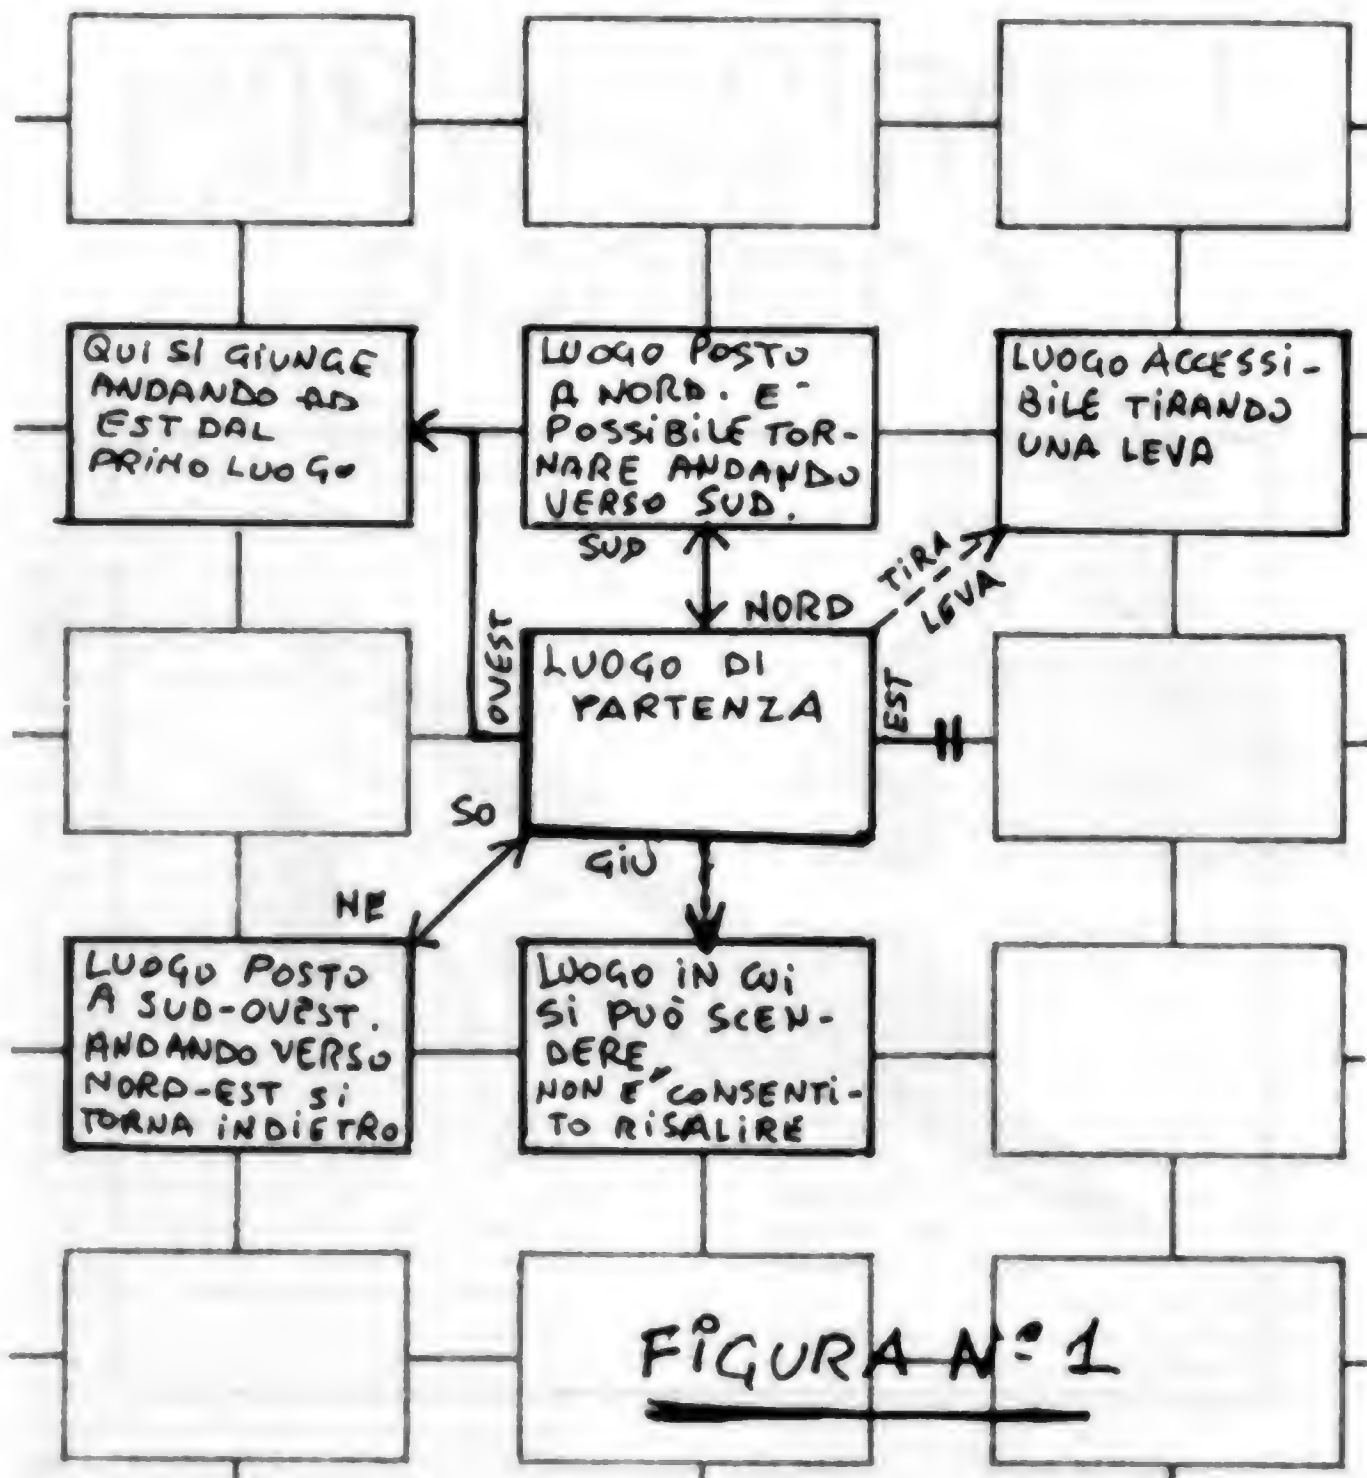 QUI SI GIUNGE
ANDANDO AD
EST DAL
PRIMO LUOGO
LUOGO POSTO
A NORD. E'
POSSIBILE TOR-
NARE ANDANDO
VERSO SUD.
LUOGO ACCESSI-
BILE TIRANDO
UNA LEVA
SUD
NORD
TIRA
LEVA
OVEST
LUOGO DI
PARTENZA
EST
SO
GIU
NE
LUOGO POSTO
A SUD-OVEST.
ANDANDO VERSO
NORD-EST SI
TORNA INDIETRO
LUOGO IN CUI
SI PUÒ SCEN-
DERE,
NON E' CONSENTI-
TO RISALIRE
FIGURA N° 1